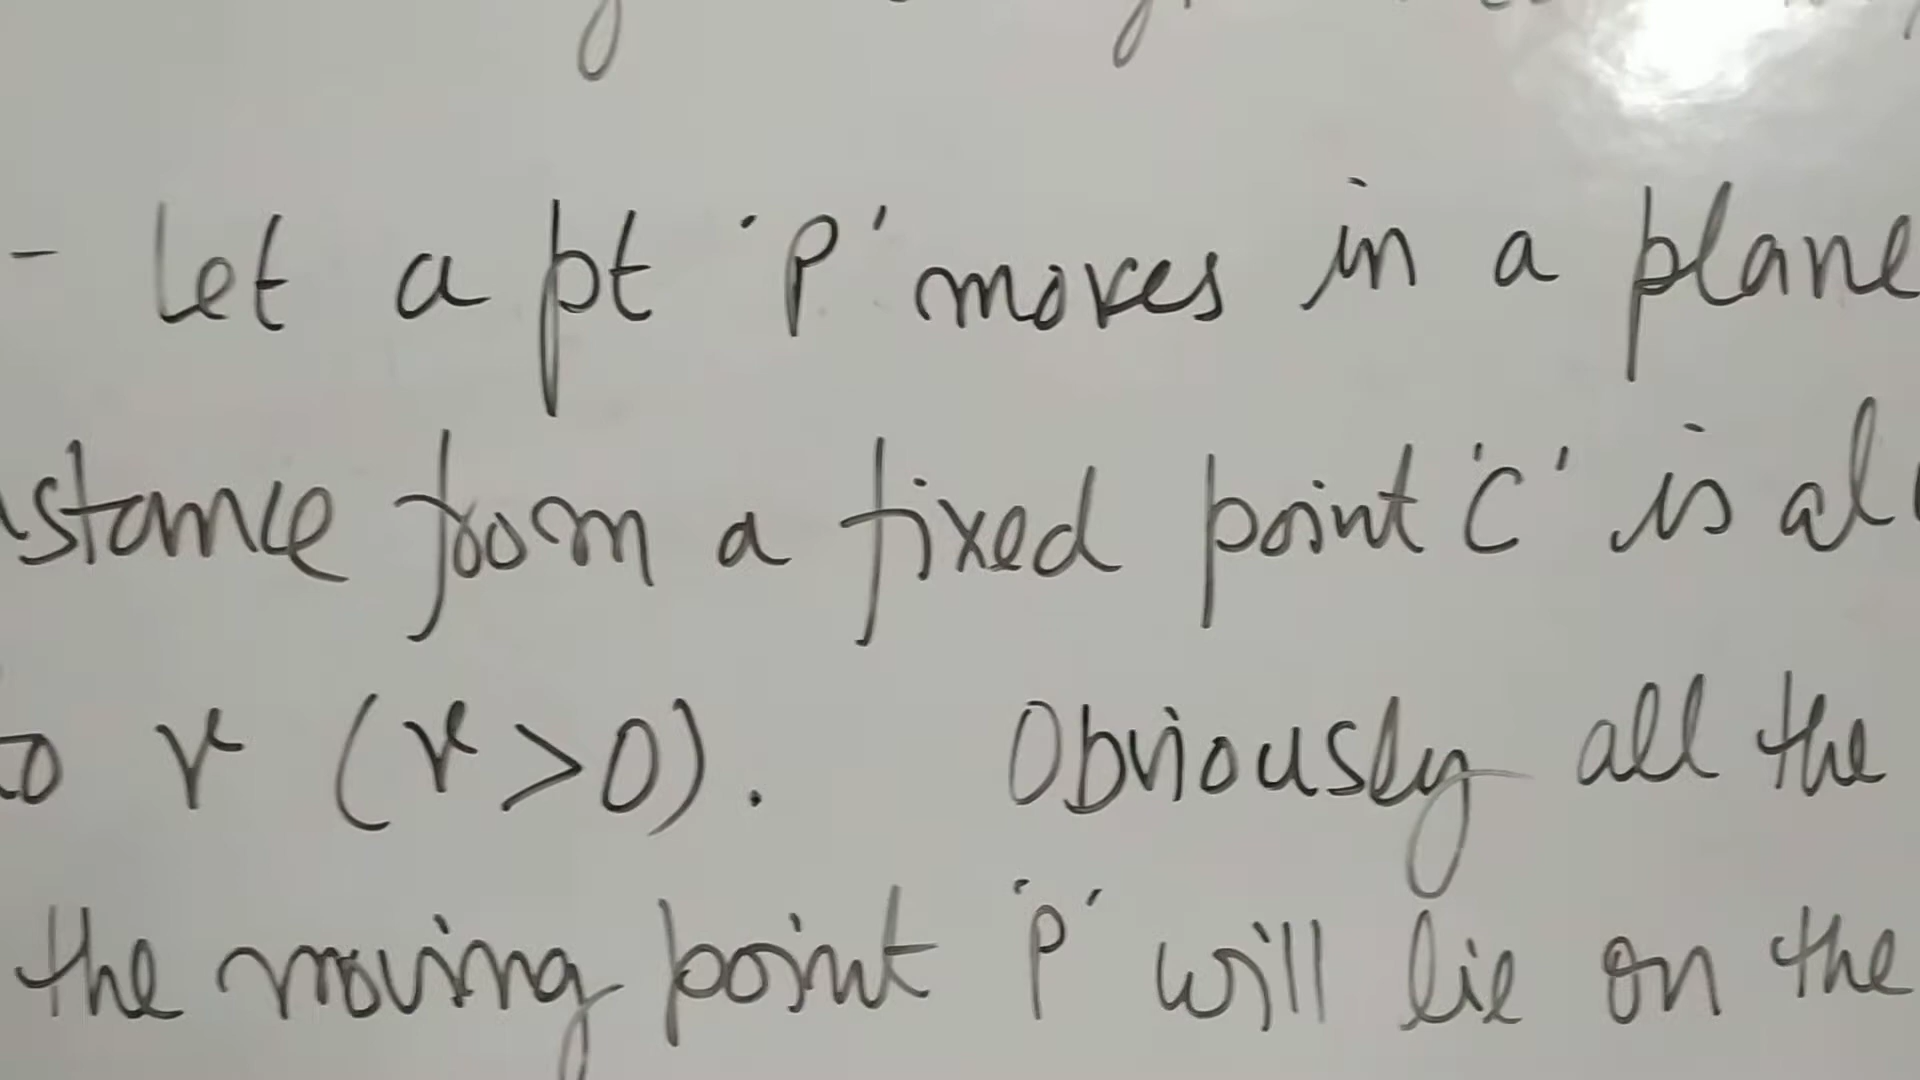 - Let a pt 'P' moves in a plane
stance from a fixed point 'C' is al
to r (r>0). Obviously all the
the moving point 'P' will lie on the